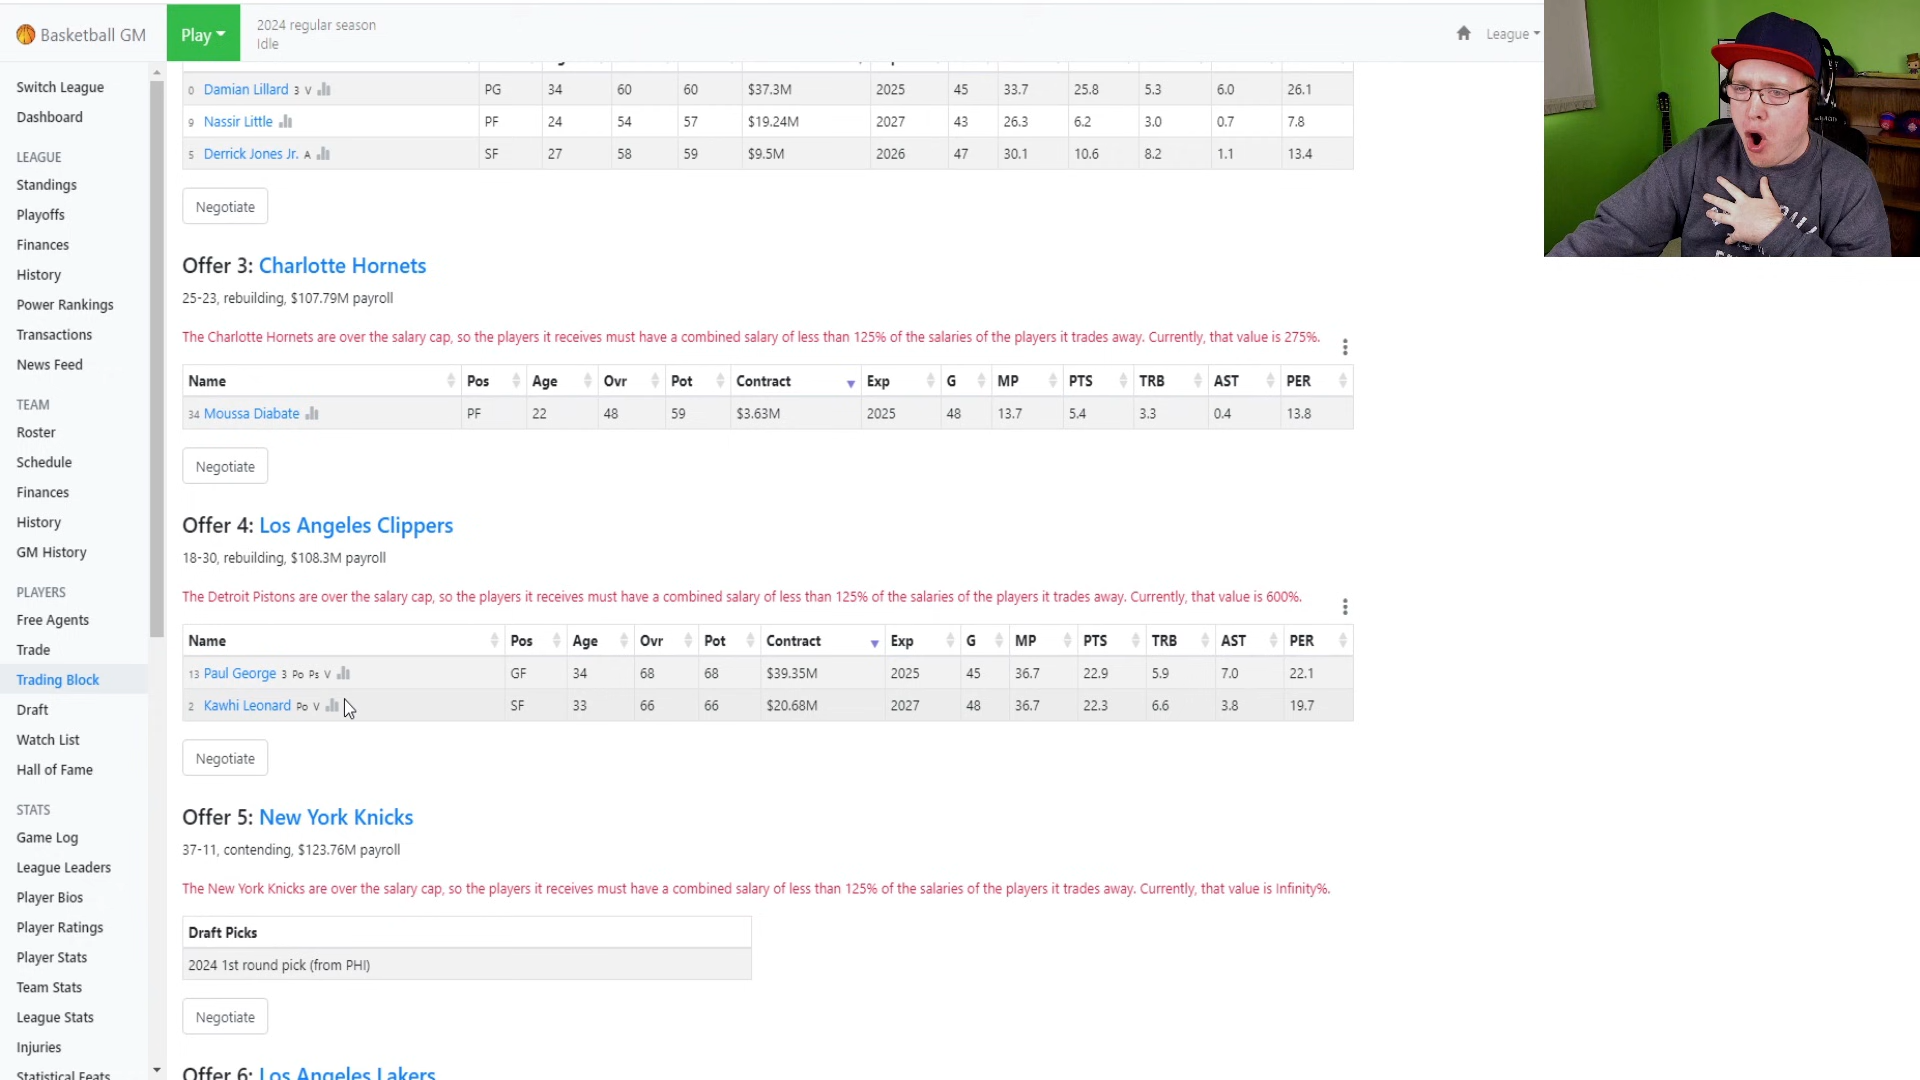 Basketball GM
Play
2024 regular season
Idle
League
Switch League
Dashboard
LEAGUE
Standings
Playoffs
Finances
History
Power Rankings
Transactions
News Feed
TEAM
Roster
Schedule
Finances
History
GM History
PLAYERS
Free Agents
Trade
Trading Block
Draft
Watch List
Hall of Fame
STATS
Game Log
League Leaders
Player Bios
Player Ratings
Player Stats
Team Stats
League Stats
Injuries
Statistical Feats
0 Damian Lillard 3 V PG 34 60 60 $37.3M 2025 45 33.7 25.8 5.3 6.0 26.1
9 Nassir Little PF 24 54 57 $19.24M 2027 43 26.3 6.2 3.0 0.7 7.8
5 Derrick Jones Jr. A SF 27 58 59 $9.5M 2026 47 30.1 10.6 8.2 1.1 13.4
Negotiate
Offer 3: Charlotte Hornets
25-23, rebuilding, $107.79M payroll
The Charlotte Hornets are over the salary cap, so the players it receives must have a combined salary of less than 125% of the salaries of the players it trades away. Currently, that value is 275%.
Name Pos Age Ovr Pot Contract Exp G MP PTS TRB AST PER
34 Moussa Diabate PF 22 48 59 $3.63M 2025 48 13.7 5.4 3.3 0.4 13.8
Negotiate
Offer 4: Los Angeles Clippers
18-30, rebuilding, $108.3M payroll
The Detroit Pistons are over the salary cap, so the players it receives must have a combined salary of less than 125% of the salaries of the players it trades away. Currently, that value is 600%.
Name Pos Age Ovr Pot Contract Exp G MP PTS TRB AST PER
13 Paul George 3 Po Ps V GF 34 68 68 $39.35M 2025 45 36.7 22.9 5.9 7.0 22.1
2 Kawhi Leonard Po V SF 33 66 66 $20.68M 2027 48 36.7 22.3 6.6 3.8 19.7
Negotiate
Offer 5: New York Knicks
37-11, contending, $123.76M payroll
The New York Knicks are over the salary cap, so the players it receives must have a combined salary of less than 125% of the salaries of the players it trades away. Currently, that value is Infinity%.
Draft Picks
2024 1st round pick (from PHI)
Negotiate
Offer 6: Los Angeles Lakers